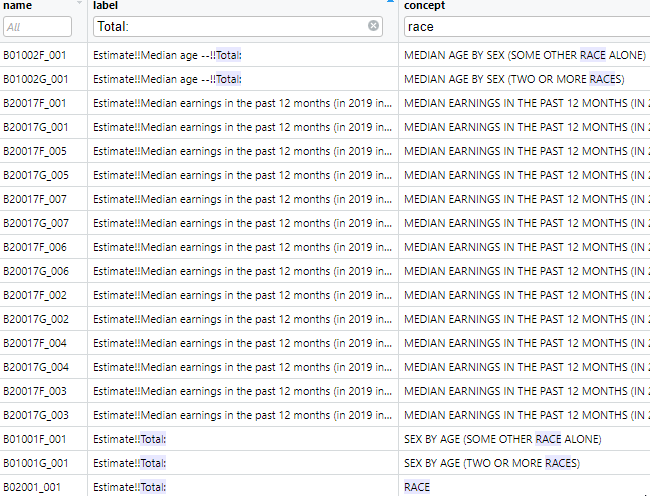 name label concept
All Total: race
B01002F_001 Estimate!!Median age --!!Total: MEDIAN AGE BY SEX (SOME OTHER RACE ALONE)
B01002G_001 Estimate!!Median age --!!Total: MEDIAN AGE BY SEX (TWO OR MORE RACES)
B20017F_001 Estimate!!Median earnings in the past 12 months (in 2019 in... MEDIAN EARNINGS IN THE PAST 12 MONTHS (IN 2
B20017G_001 Estimate!!Median earnings in the past 12 months (in 2019 in... MEDIAN EARNINGS IN THE PAST 12 MONTHS (IN 2
B20017F_005 Estimate!!Median earnings in the past 12 months (in 2019 in... MEDIAN EARNINGS IN THE PAST 12 MONTHS (IN 2
B20017G_005 Estimate!!Median earnings in the past 12 months (in 2019 in... MEDIAN EARNINGS IN THE PAST 12 MONTHS (IN 2
B20017F_007 Estimate!!Median earnings in the past 12 months (in 2019 in... MEDIAN EARNINGS IN THE PAST 12 MONTHS (IN 2
B20017G_007 Estimate!!Median earnings in the past 12 months (in 2019 in... MEDIAN EARNINGS IN THE PAST 12 MONTHS (IN 2
B20017F_006 Estimate!!Median earnings in the past 12 months (in 2019 in... MEDIAN EARNINGS IN THE PAST 12 MONTHS (IN 2
B20017G_006 Estimate!!Median earnings in the past 12 months (in 2019 in... MEDIAN EARNINGS IN THE PAST 12 MONTHS (IN 2
B20017F_002 Estimate!!Median earnings in the past 12 months (in 2019 in... MEDIAN EARNINGS IN THE PAST 12 MONTHS (IN 2
B20017G_002 Estimate!!Median earnings in the past 12 months (in 2019 in... MEDIAN EARNINGS IN THE PAST 12 MONTHS (IN 2
B20017F_004 Estimate!!Median earnings in the past 12 months (in 2019 in... MEDIAN EARNINGS IN THE PAST 12 MONTHS (IN 2
B20017G_004 Estimate!!Median earnings in the past 12 months (in 2019 in... MEDIAN EARNINGS IN THE PAST 12 MONTHS (IN 2
B20017F_003 Estimate!!Median earnings in the past 12 months (in 2019 in... MEDIAN EARNINGS IN THE PAST 12 MONTHS (IN 2
B20017G_003 Estimate!!Median earnings in the past 12 months (in 2019 in... MEDIAN EARNINGS IN THE PAST 12 MONTHS (IN 2
B01001F_001 Estimate!!Total: SEX BY AGE (SOME OTHER RACE ALONE)
B01001G_001 Estimate!!Total: SEX BY AGE (TWO OR MORE RACES)
B02001_001 Estimate!!Total: RACE